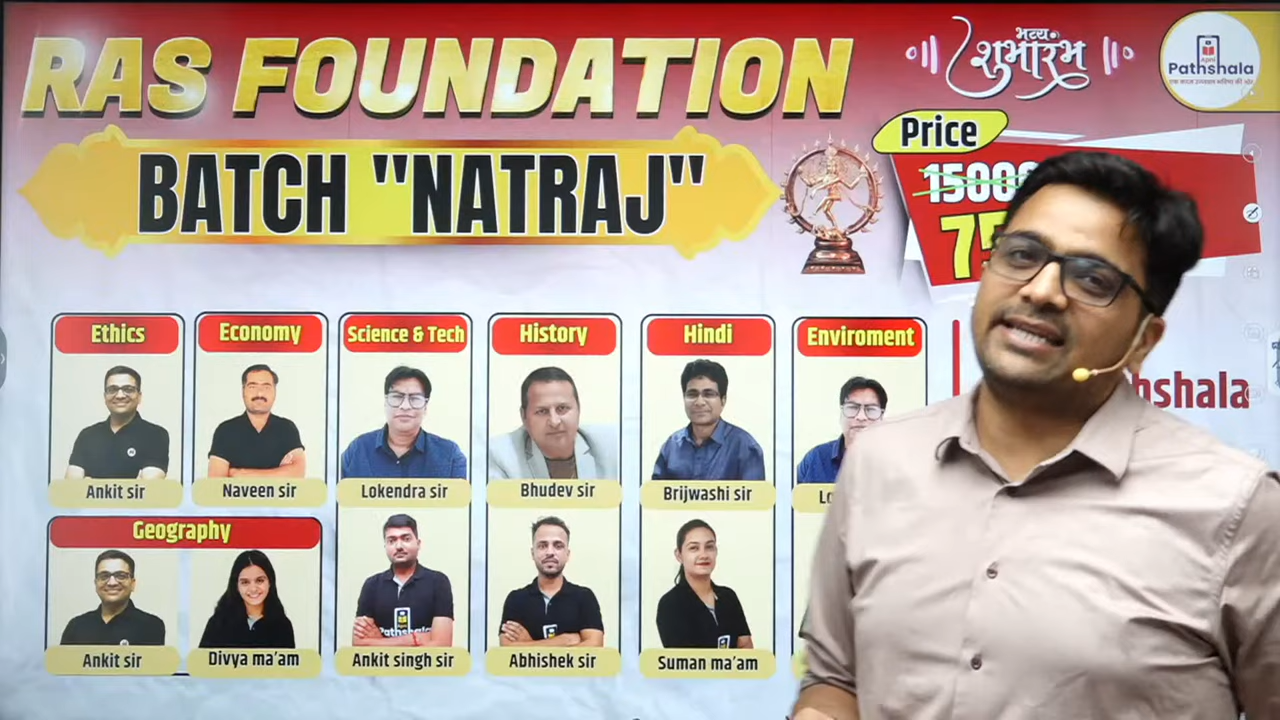 RAS FOUNDATION
BATCH "NATRAJ"
भव्य
शुभारंभ
Apni
Pathshala
Price
Ethics
Economy
Science & Tech
History
Hindi
Enviroment
Ankit sir
Naveen sir
Lokendra sir
Bhudev sir
Brijwashi sir
Geography
Ankit sir
Divya ma'am
Ankit singh sir
Abhishek sir
Suman ma'am
Pathshala